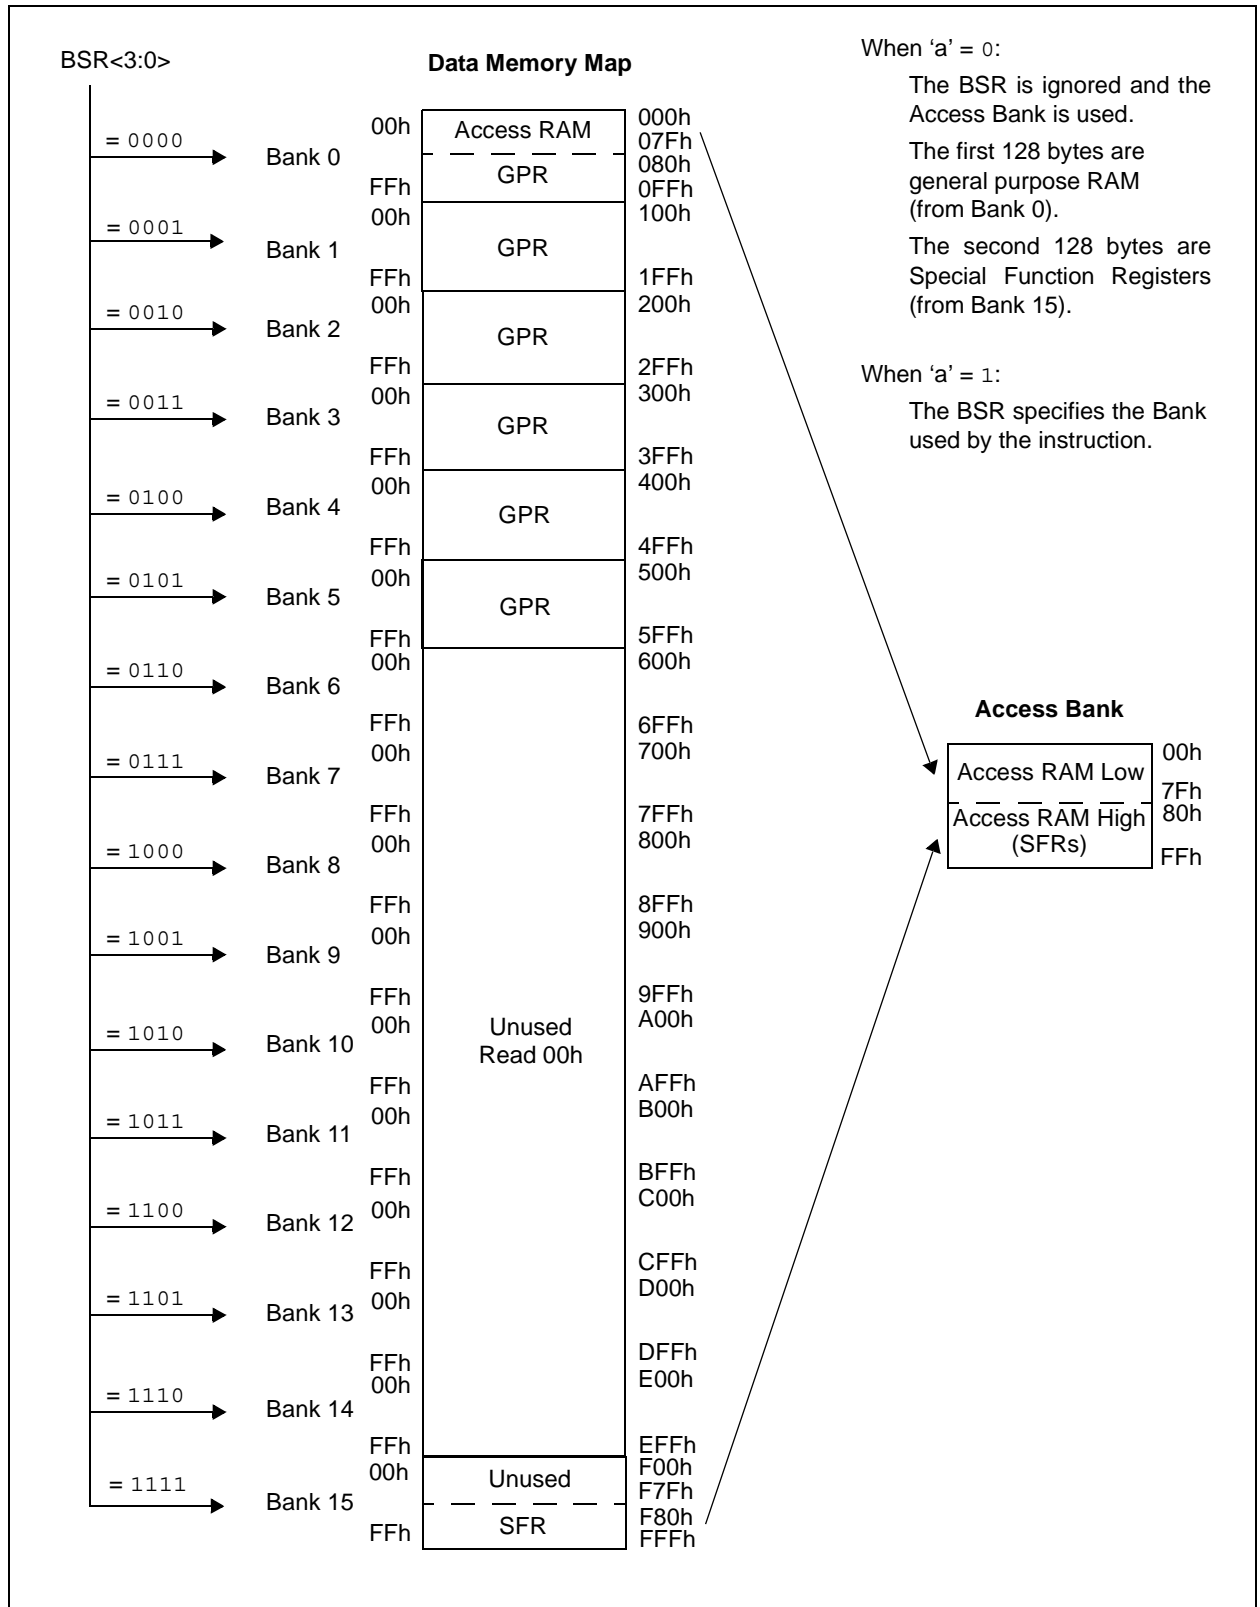 BSR<3:0>
Data Memory Map
When ‘a’ = 0:
The BSR is ignored and the
Access Bank is used.
The first 128 bytes are
general purpose RAM
(from Bank 0).
The second 128 bytes are
Special Function Registers
(from Bank 15).
When ‘a’ = 1:
The BSR specifies the Bank
used by the instruction.
= 0000
Bank 0
00h
Access RAM
000h
07Fh
GPR
080h
FFh
0FFh
= 0001
Bank 1
00h
GPR
100h
FFh
1FFh
= 0010
Bank 2
00h
GPR
200h
FFh
2FFh
= 0011
Bank 3
00h
GPR
300h
FFh
3FFh
= 0100
Bank 4
00h
GPR
400h
FFh
4FFh
= 0101
Bank 5
00h
GPR
500h
FFh
5FFh
= 0110
Bank 6
00h
600h
FFh
6FFh
= 0111
Bank 7
00h
700h
FFh
7FFh
= 1000
Bank 8
00h
800h
FFh
8FFh
= 1001
Bank 9
00h
900h
FFh
9FFh
= 1010
Bank 10
00h
Unused
Read 00h
A00h
FFh
AFFh
= 1011
Bank 11
00h
B00h
FFh
BFFh
= 1100
Bank 12
00h
C00h
FFh
CFFh
= 1101
Bank 13
00h
D00h
FFh
DFFh
= 1110
Bank 14
00h
E00h
FFh
EFFh
= 1111
Bank 15
00h
Unused
F00h
F7Fh
SFR
F80h
FFh
FFFh
Access Bank
Access RAM Low
00h
7Fh
Access RAM High
(SFRs)
80h
FFh